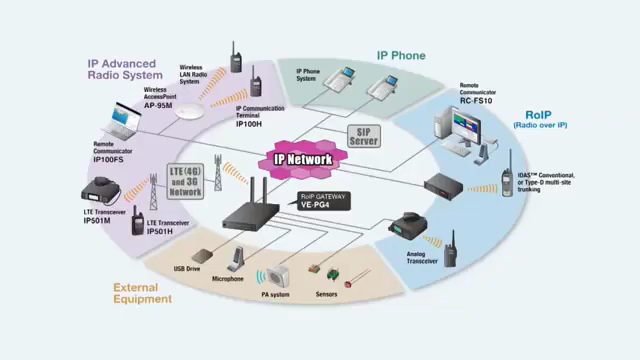 IP Advanced
Radio System
Wireless
LAN Radio
System
Wireless
AccessPoint
AP-95M
IP Communication
Terminal
IP100H
Remote
Communicator
IP100FS
LTE (4G)
and 3G
Network
LTE Transceiver
IP501M
LTE Transceiver
IP501H
IP Phone
IP Phone
System
SIP
Server
IP Network
RoIP GATEWAY
VE-PG4
Remote
Communicator
RC-FS10
RoIP
(Radio over IP)
IDAS™ Conventional,
or Type-D multi-site
trunking
Analog
Transceiver
External
Equipment
USB Drive
Microphone
PA system
Sensors